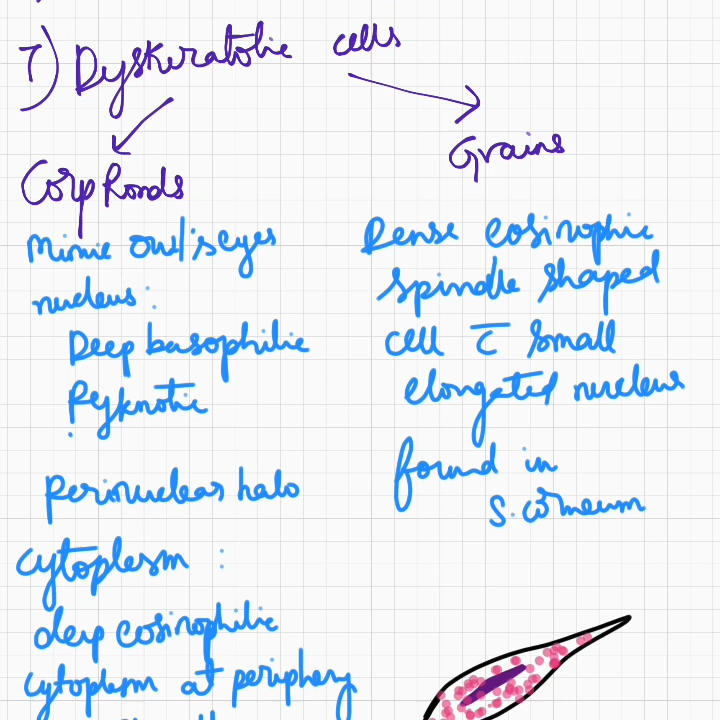 7) Dyskeratotic cells
Corp Ronds
mimic owl's eyes
nucleus :
Deep basophilic
Pyknotic
perinuclear halo
cytoplasm :
deep eosinophilic
cytoplasm at periphery
Grains
Dense Eosinophic
spindle shaped
cell c̅ small
elongated nucleus
found in
S. corneum